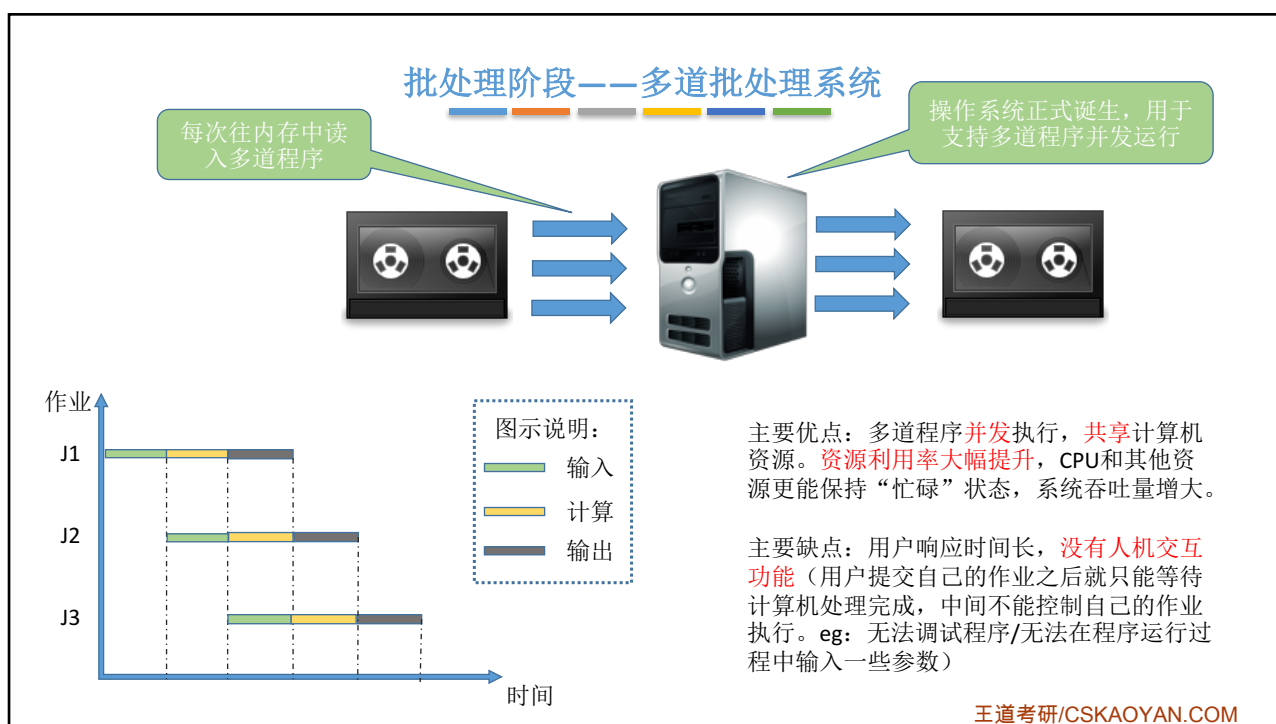 批处理阶段——多道批处理系统
每次往内存中读
入多道程序
操作系统正式诞生，用于
支持多道程序并发运行
作业
J1
J2
J3
时间
图示说明：
输入
计算
输出
主要优点：多道程序并发执行，共享计算机
资源。资源利用率大幅提升，CPU和其他资
源更能保持“忙碌”状态，系统吞吐量增大。
主要缺点：用户响应时间长，没有人机交互
功能（用户提交自己的作业之后就只能等待
计算机处理完成，中间不能控制自己的作业
执行。eg：无法调试程序/无法在程序运行过
程中输入一些参数）
王道考研/CSKAOYAN.COM